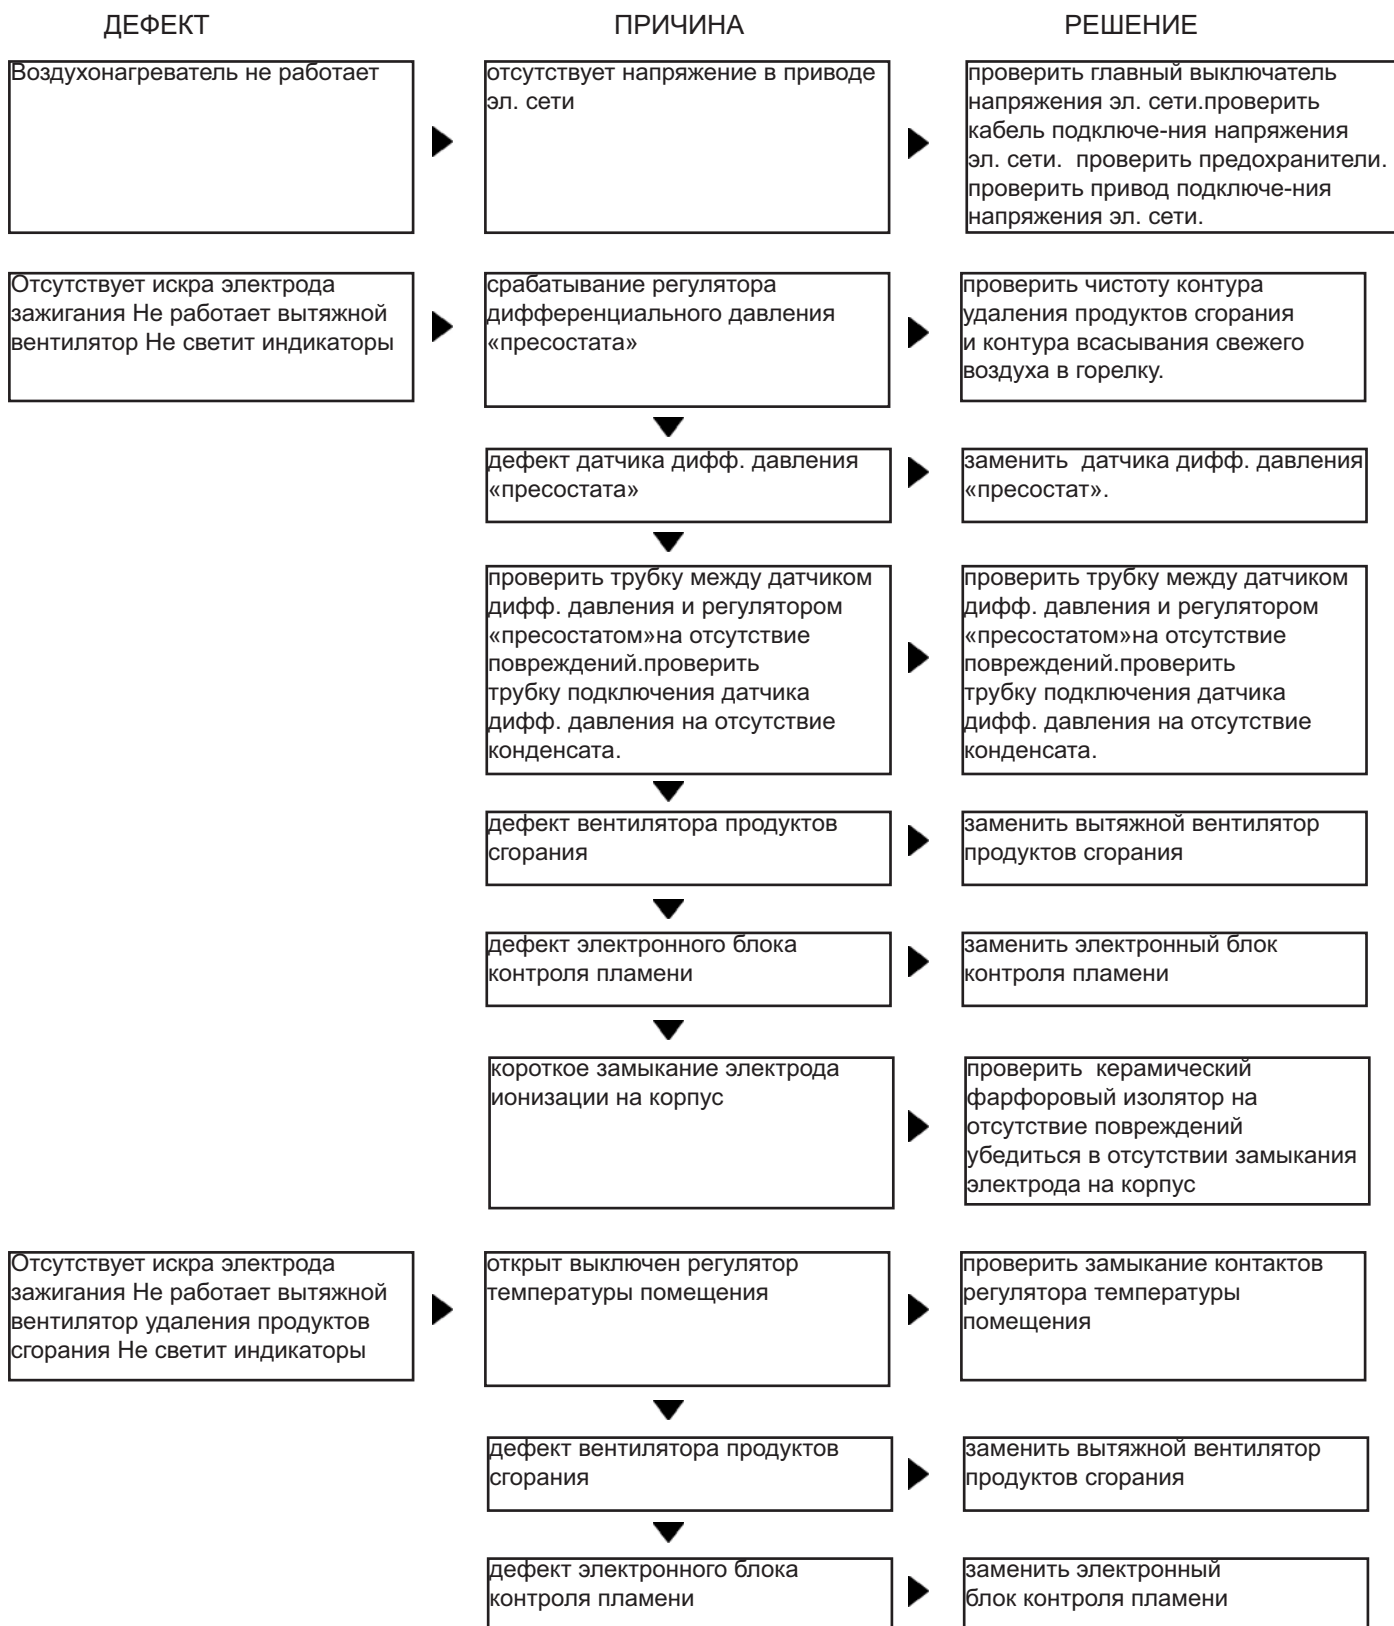 ДЕФЕКТ
ПРИЧИНА
РЕШЕНИЕ
Воздухонагреватель не работает
отсутствует напряжение в приводе
эл. сети
проверить главный выключатель
напряжения эл. сети.проверить
кабель подключе-ния напряжения
эл. сети.  проверить предохранители.
проверить привод подключе-ния
напряжения эл. сети.
Отсутствует искра электрода
зажигания Не работает вытяжной
вентилятор Не светит индикаторы
срабатывание регулятора
дифференциального давления
«пресостата»
проверить чистоту контура
удаления продуктов сгорания
и контура всасывания свежего
воздуха в горелку.
дефект датчика дифф. давления
«пресостата»
заменить  датчика дифф. давления
«пресостат».
проверить трубку между датчиком
дифф. давления и регулятором
«пресостатом»на отсутствие
повреждений.проверить
трубку подключения датчика
дифф. давления на отсутствие
конденсата.
проверить трубку между датчиком
дифф. давления и регулятором
«пресостатом»на отсутствие
повреждений.проверить
трубку подключения датчика
дифф. давления на отсутствие
конденсата.
дефект вентилятора продуктов
сгорания
заменить вытяжной вентилятор
продуктов сгорания
дефект электронного блока
контроля пламени
заменить электронный блок
контроля пламени
короткое замыкание электрода
ионизации на корпус
проверить  керамический
фарфоровый изолятор на
отсутствие повреждений
убедиться в отсутствии замыкания
электрода на корпус
Отсутствует искра электрода
зажигания Не работает вытяжной
вентилятор удаления продуктов
сгорания Не светит индикаторы
открыт выключен регулятор
температуры помещения
проверить замыкание контактов
регулятора температуры
помещения
дефект вентилятора продуктов
сгорания
заменить вытяжной вентилятор
продуктов сгорания
дефект электронного блока
контроля пламени
заменить электронный
блок контроля пламени